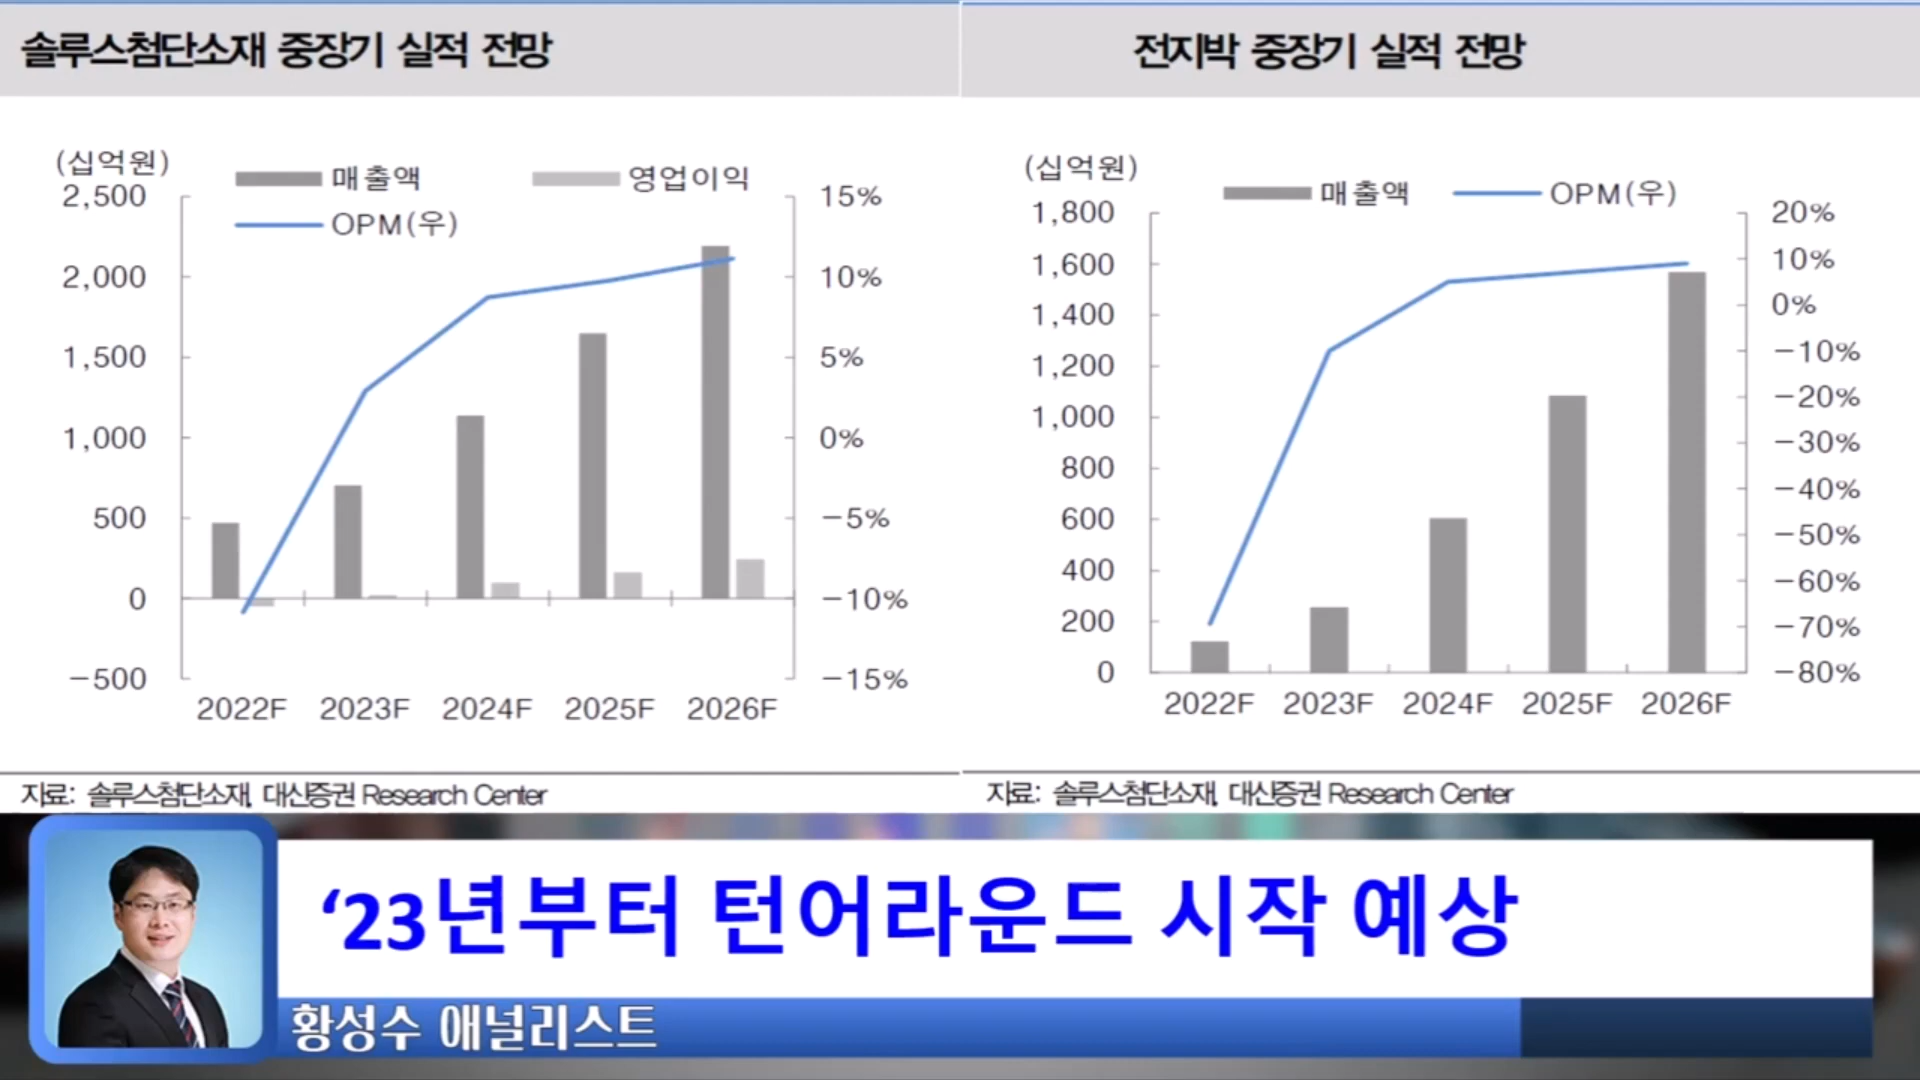 솔루스첨단소재 중장기 실적 전망
(십억원)
매출액
영업이익
OPM(우)
2,500
2,000
1,500
1,000
500
0
-500
15%
10%
5%
0%
-5%
-10%
-15%
2022F 2023F 2024F 2025F 2026F
자료: 솔루스첨단소재, 대신증권 Research Center
전지박 중장기 실적 전망
(십억원)
매출액
OPM(우)
1,800
1,600
1,400
1,200
1,000
800
600
400
200
0
20%
10%
0%
-10%
-20%
-30%
-40%
-50%
-60%
-70%
-80%
2022F 2023F 2024F 2025F 2026F
자료: 솔루스첨단소재, 대신증권 Research Center
‘23년부터 턴어라운드 시작 예상
황성수 애널리스트